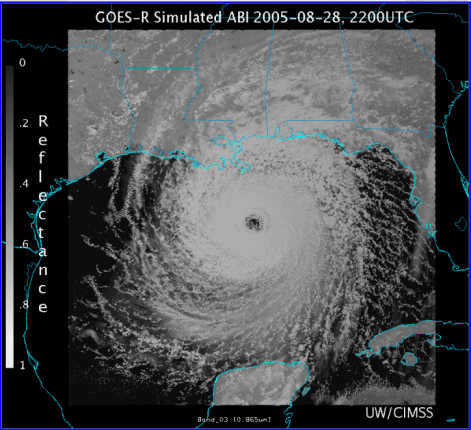 GOES-R Simulated ABI 2005-08-28, 2200UTC
0
.2
.4
.6
.8
1
Reflectance
UW/CIMSS
Band_03 (0.865um)